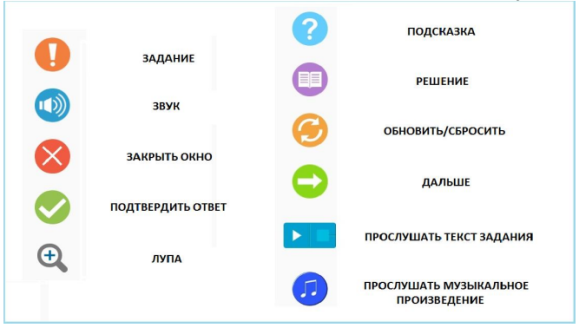 ЗАДАНИЕ
ЗВУК
ЗАКРЫТЬ ОКНО
ПОДТВЕРДИТЬ ОТВЕТ
ЛУПА
ПОДСКАЗКА
РЕШЕНИЕ
ОБНОВИТЬ/СБРОСИТЬ
ДАЛЬШЕ
ПРОСЛУШАТЬ ТЕКСТ ЗАДАНИЯ
ПРОСЛУШАТЬ МУЗЫКАЛЬНОЕ
ПРОИЗВЕДЕНИЕ